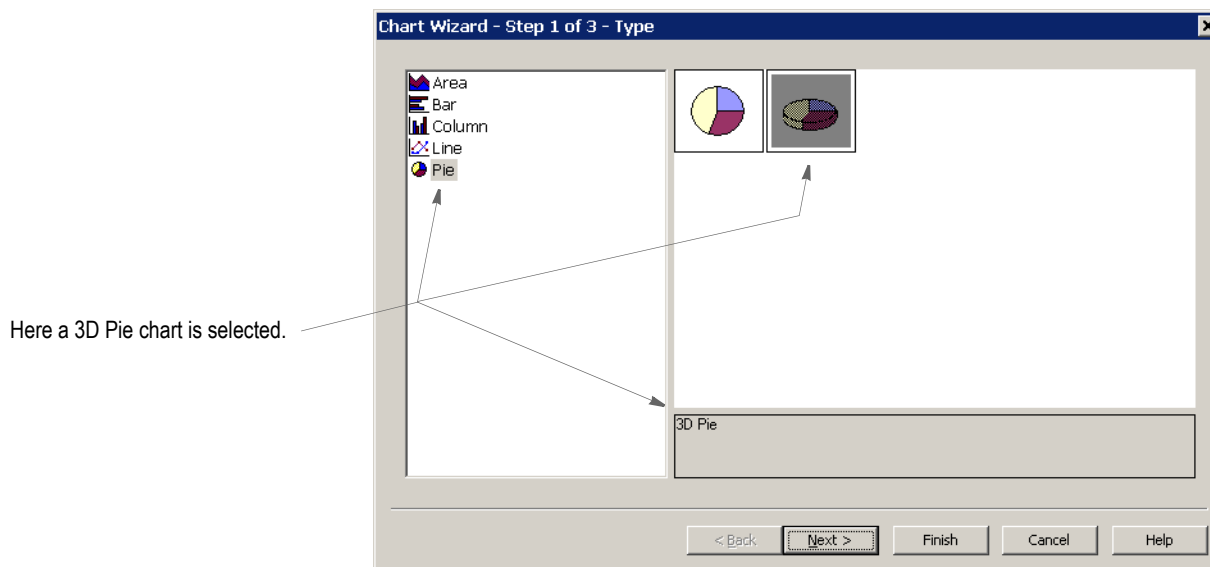 Chart Wizard - Step 1 of 3 - Type
Area
Bar
Column
Line
Pie
Here a 3D Pie chart is selected.
3D Pie
< Back
Next >
Finish
Cancel
Help